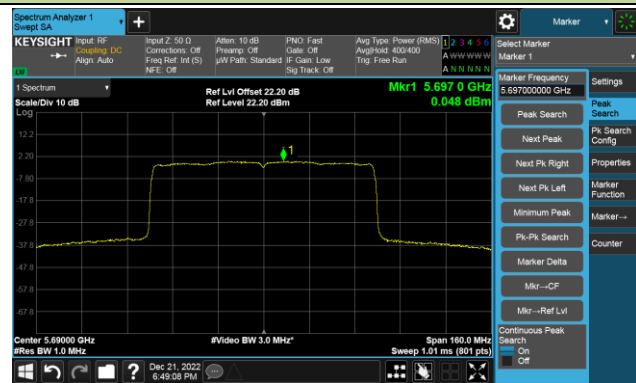 Spectrum Analyzer 1
Swept SA
+
Marker
KEYSIGHT
Input: RF
Coupling: DC
Align: Auto
Input Z: 50 Ω
Corrections: Off
Freq Ref: Int (S)
NFE: Off
Atten: 10 dB
Preamp: Off
µW Path: Standard
PNO: Fast
Gate: Off
IF Gain: Low
Sig Track: Off
Avg Type: Power (RMS)
Avg|Hold: 400/400
Trig: Free Run
1 2 3 4 5 6
A W W W W W
A N N N N N
LW
Select Marker
Marker 1
1 Spectrum
Scale/Div 10 dB
Log
Ref Lvl Offset 22.20 dB
Ref Level 22.20 dBm
Mkr1 5.697 0 GHz
0.048 dBm
12.2
2.20
-7.80
-17.8
-27.8
-37.8
-47.8
-57.8
-67.8
1
Center 5.69000 GHz
#Res BW 1.0 MHz
#Video BW 3.0 MHz*
Span 160.0 MHz
Sweep 1.01 ms (801 pts)
Marker Frequency
5.697000000 GHz
Peak Search
Next Peak
Next Pk Right
Next Pk Left
Minimum Peak
Pk-Pk Search
Marker Delta
Mkr→CF
Mkr→Ref Lvl
Continuous Peak
Search
On
Off
Settings
Peak
Search
Pk Search
Config
Properties
Marker
Function
Marker→
Counter
?
Dec 21, 2022
6:49:08 PM